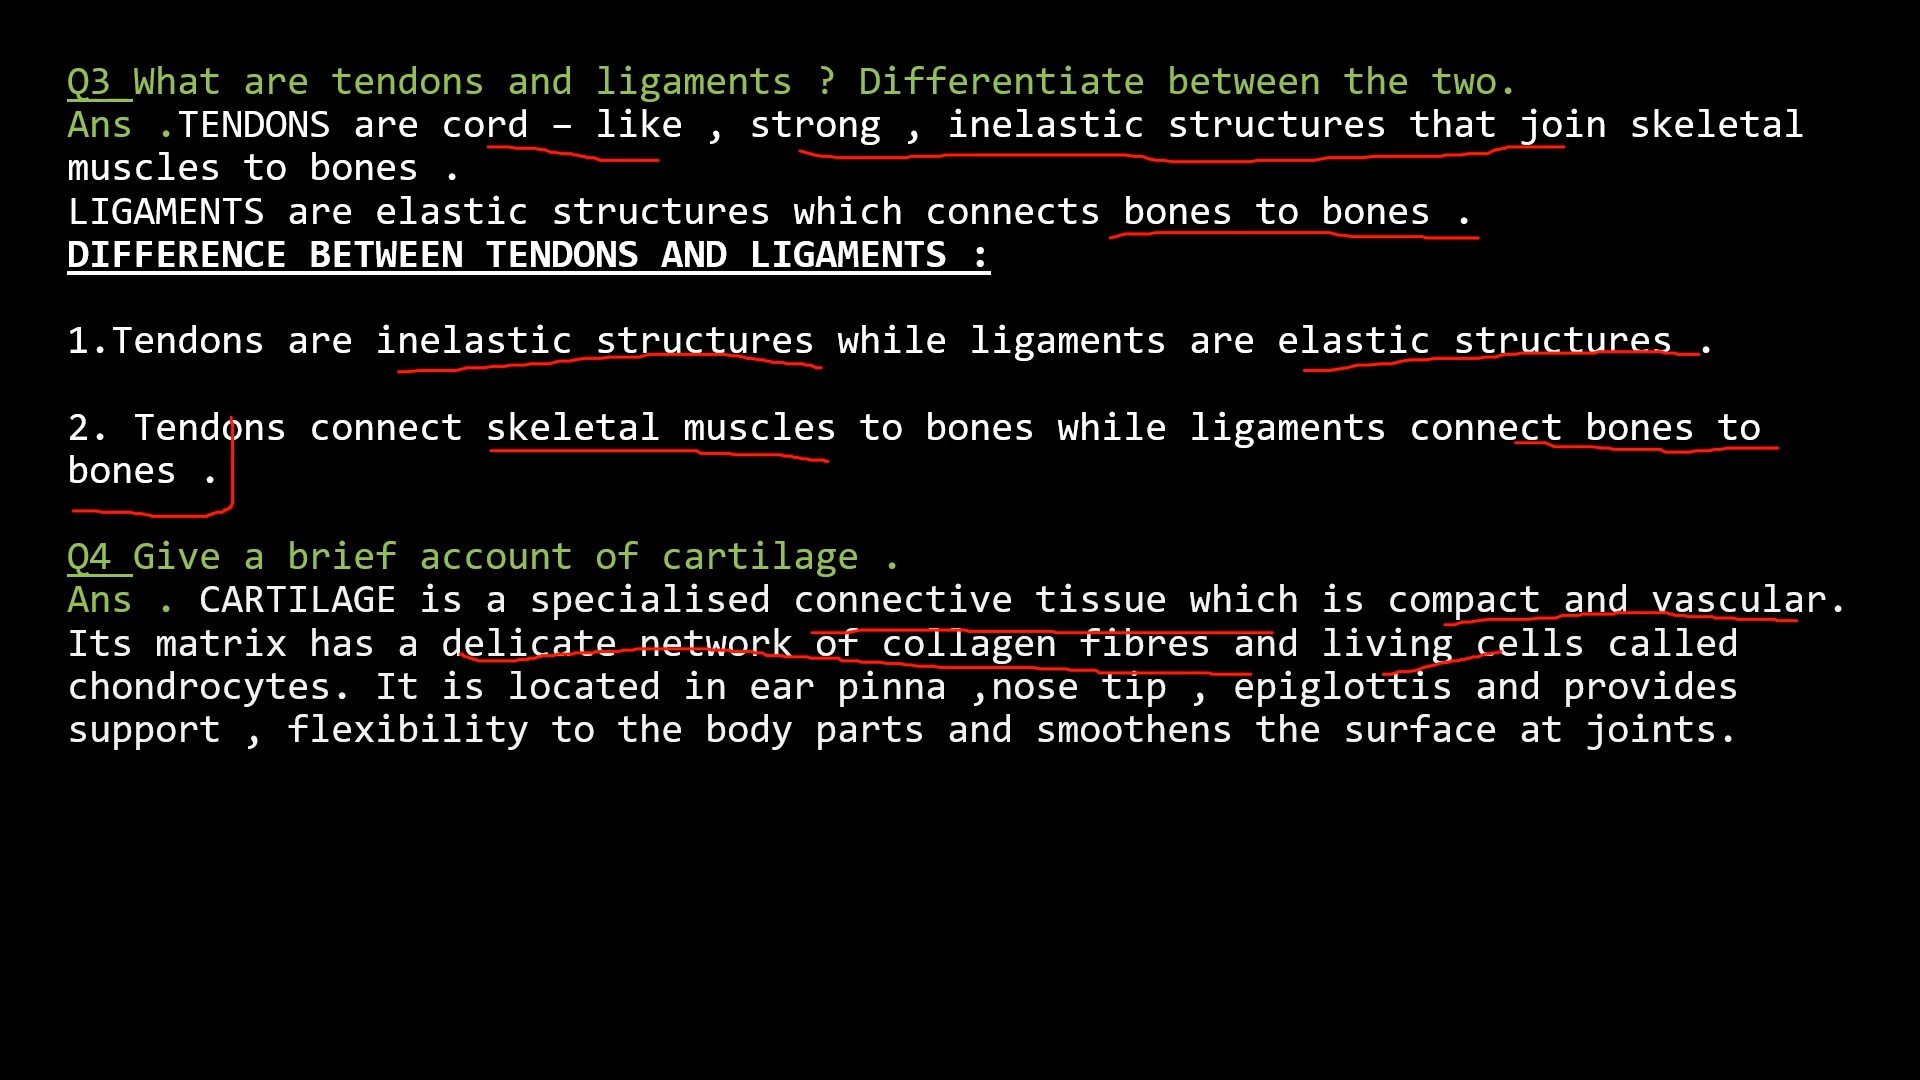 Q3 What are tendons and ligaments ? Differentiate between the two.
Ans .TENDONS are cord – like , strong , inelastic structures that join skeletal
muscles to bones .
LIGAMENTS are elastic structures which connects bones to bones .
DIFFERENCE BETWEEN TENDONS AND LIGAMENTS :
1.Tendons are inelastic structures while ligaments are elastic structures .
2. Tendons connect skeletal muscles to bones while ligaments connect bones to
bones .
Q4 Give a brief account of cartilage .
Ans . CARTILAGE is a specialised connective tissue which is compact and vascular.
Its matrix has a delicate network of collagen fibres and living cells called
chondrocytes. It is located in ear pinna ,nose tip , epiglottis and provides
support , flexibility to the body parts and smoothens the surface at joints.